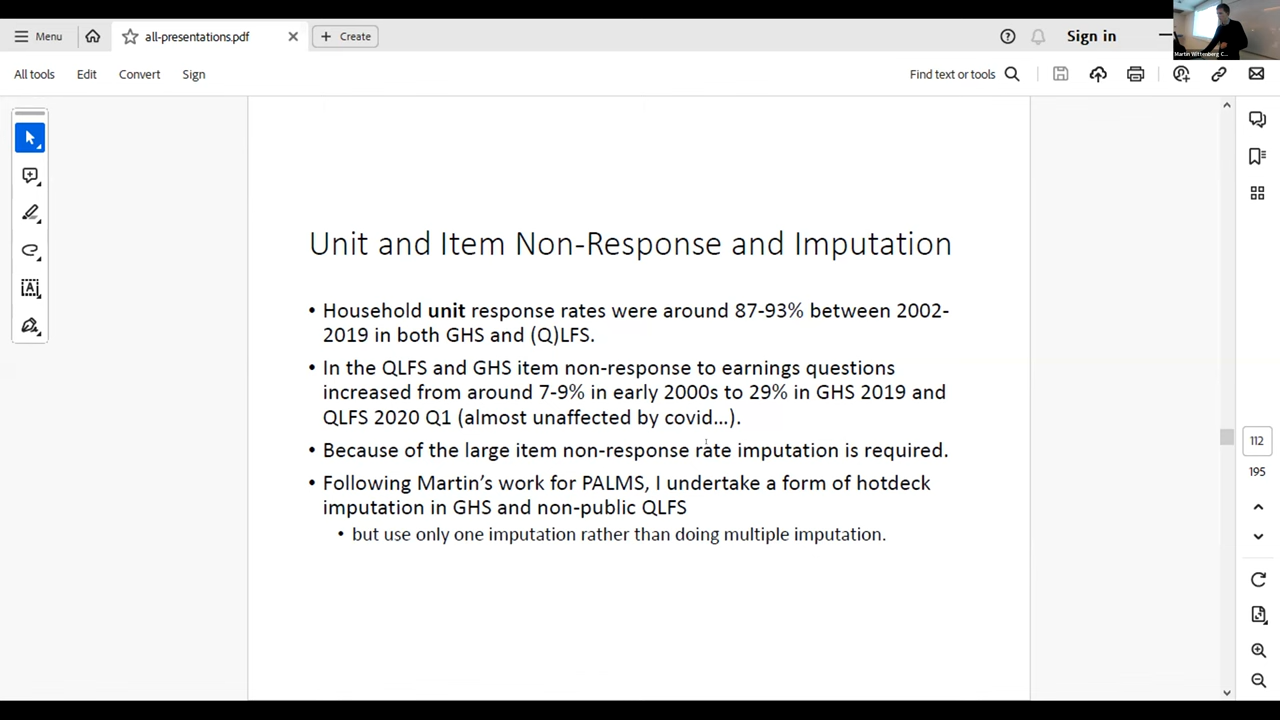 Menu
all-presentations.pdf
Create
Sign in
Martin Wittenberg C...
All tools
Edit
Convert
Sign
Find text or tools
Unit and Item Non-Response and Imputation
• Household unit response rates were around 87-93% between 2002-
2019 in both GHS and (Q)LFS.
• In the QLFS and GHS item non-response to earnings questions
increased from around 7-9% in early 2000s to 29% in GHS 2019 and
QLFS 2020 Q1 (almost unaffected by covid…).
• Because of the large item non-response rate imputation is required.
• Following Martin's work for PALMS, I undertake a form of hotdeck
imputation in GHS and non-public QLFS
• but use only one imputation rather than doing multiple imputation.
112
195